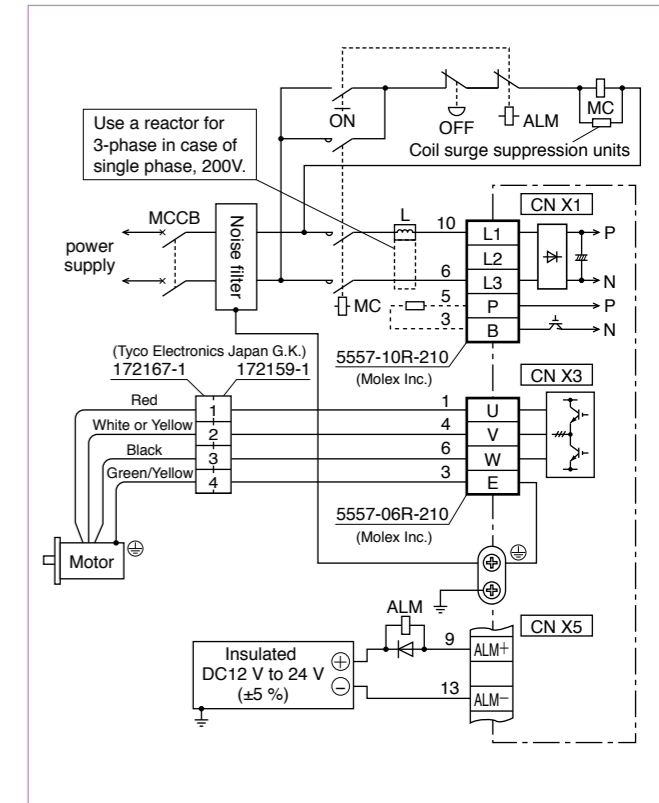 ON
OFF
ALM
MC
Coil surge suppression units
Use a reactor for
3-phase in case of
single phase, 200V.
MCCB
Noise filter
power
supply
L
MC
CN X1
10
L1
L2
6
L3
5
P
3
B
P
N
P
N
5557-10R-210
(Molex Inc.)
(Tyco Electronics Japan G.K.)
172167-1
172159-1
Red
1
White or Yellow
2
Black
3
Green/Yellow
4
CN X3
1
U
4
V
6
W
3
E
5557-06R-210
(Molex Inc.)
Motor
ALM
CN X5
Insulated
DC12 V to 24 V
(±5 %)
9
ALM+
13
ALM−